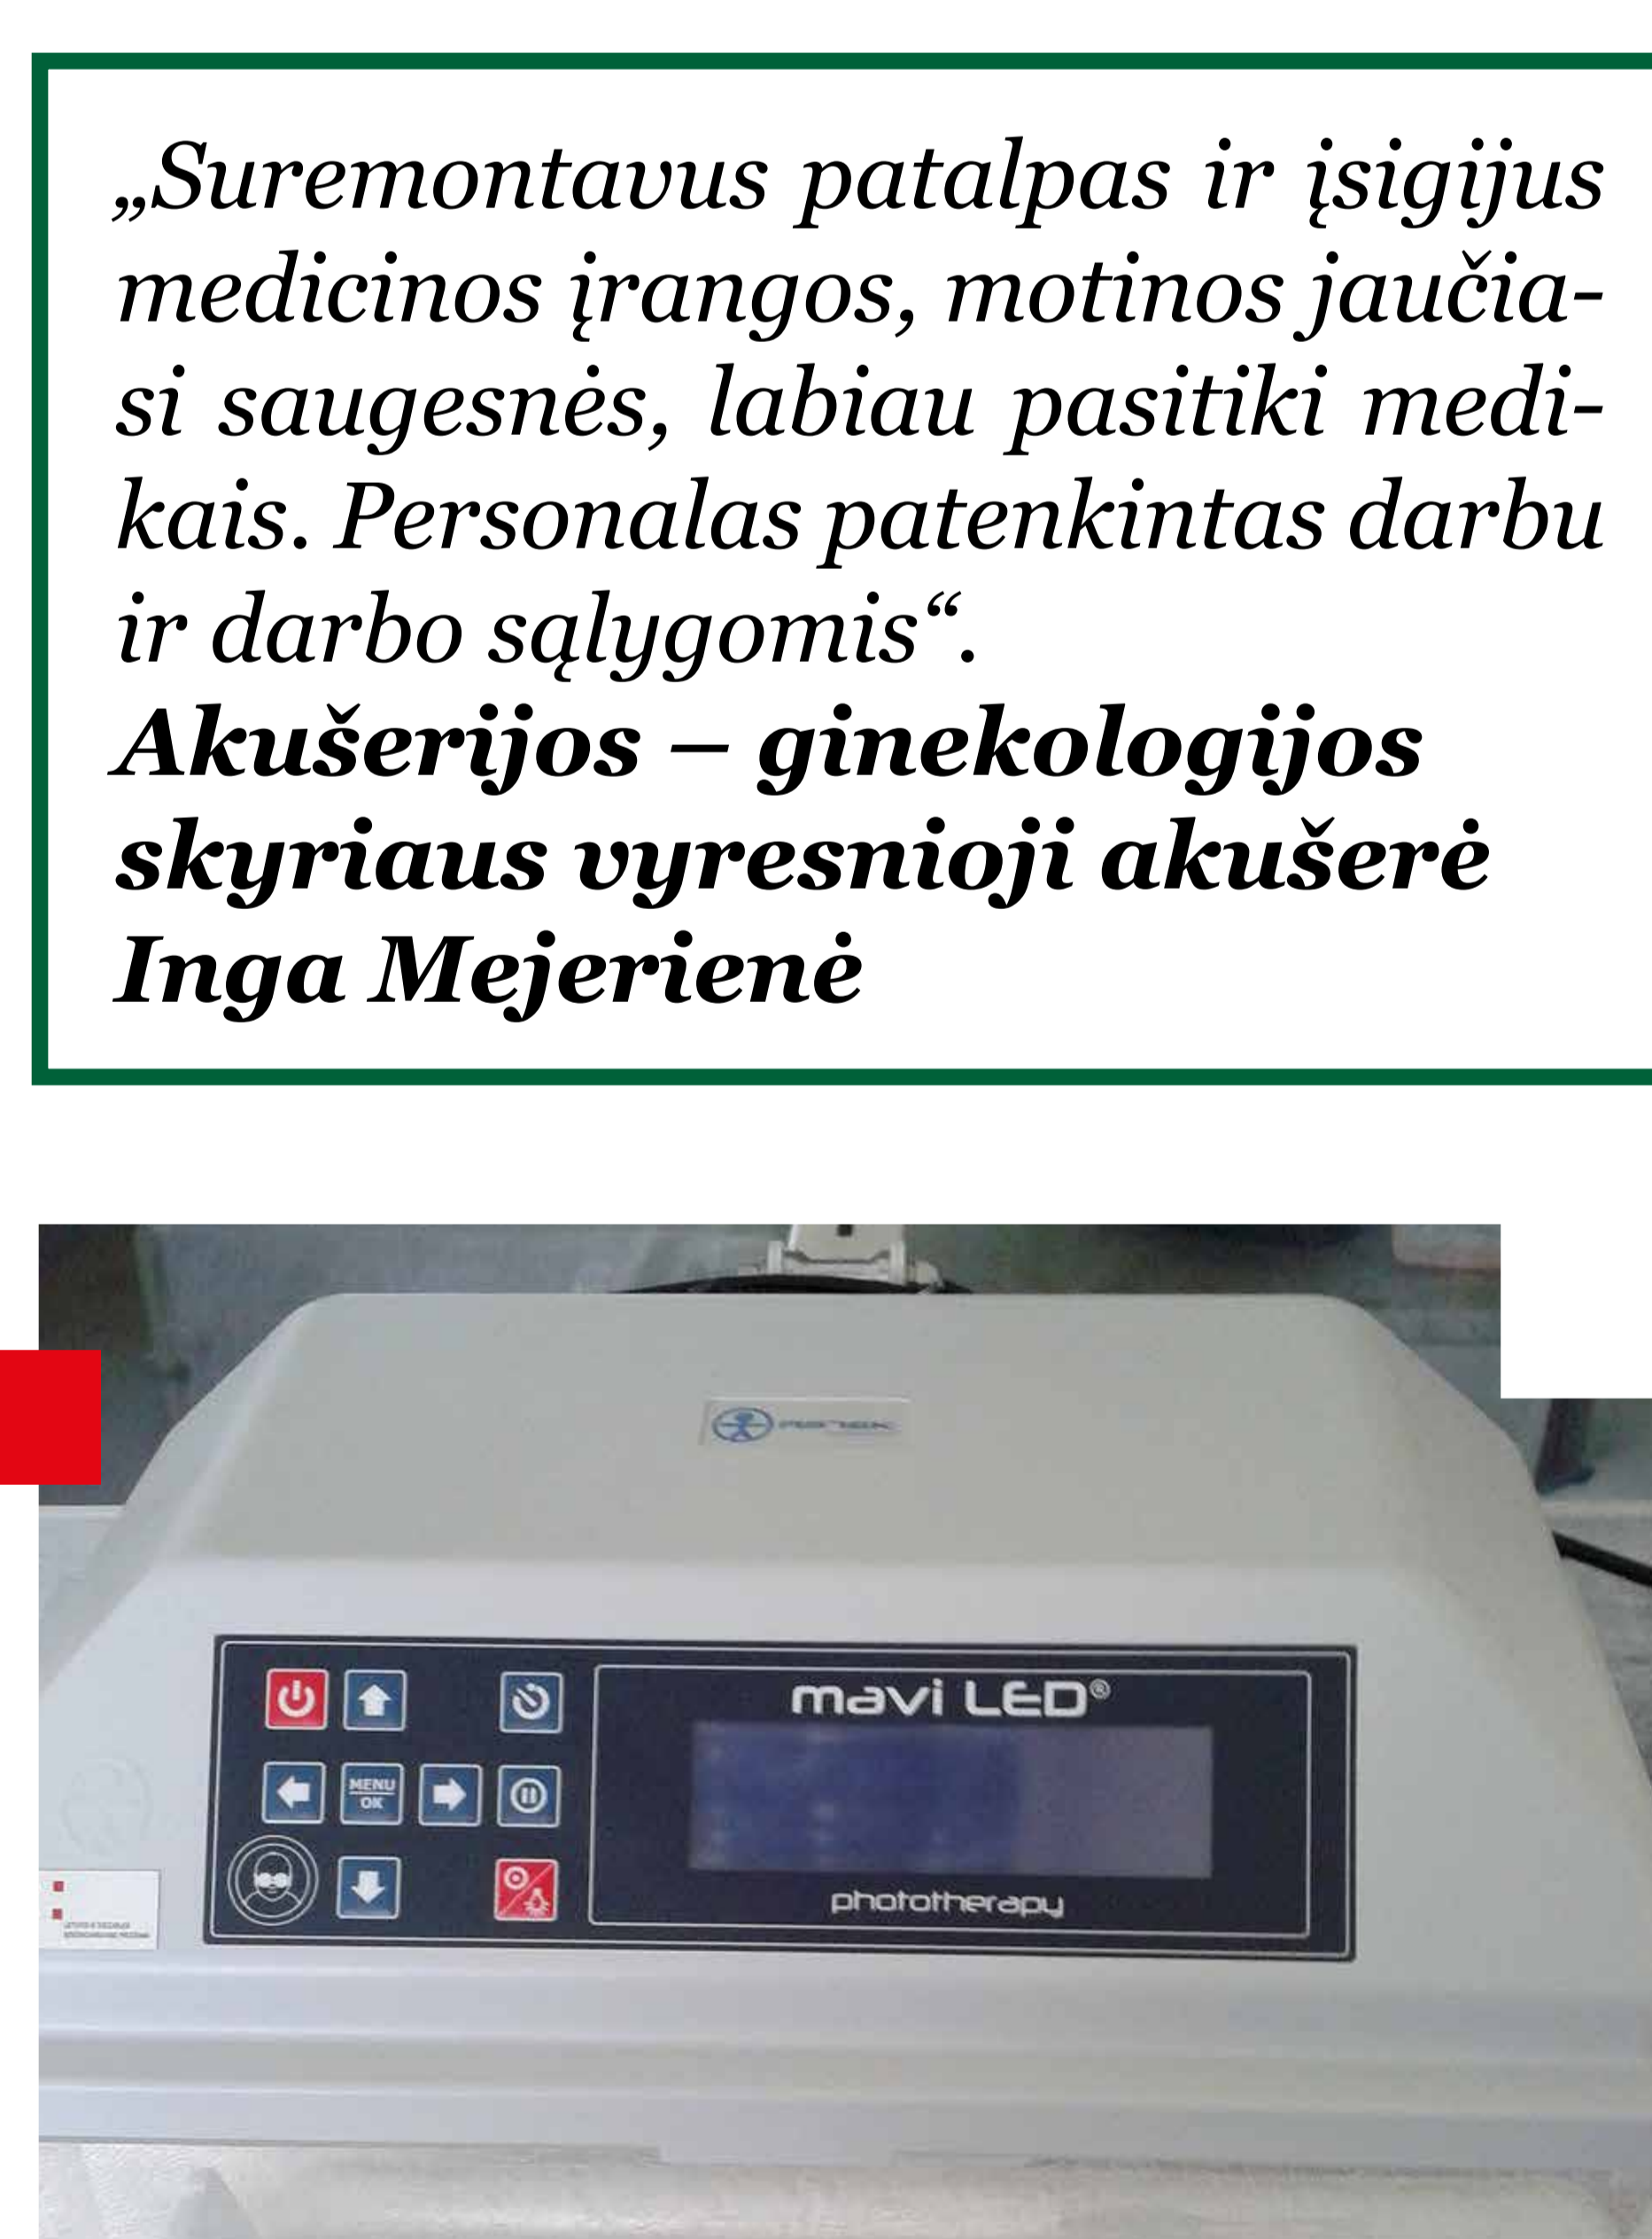 „Suremontavus patalpas ir įsigijus
medicinos įrangos, motinos jaučia-
si saugesnės, labiau pasitiki medi-
kais. Personalas patenkintas darbu
ir darbo sąlygomis“.
Akušerijos – ginekologijos
skyriaus vyresnioji akušerė
Inga Mejerienė
mavi LED®
MENU
OK
phototherapy